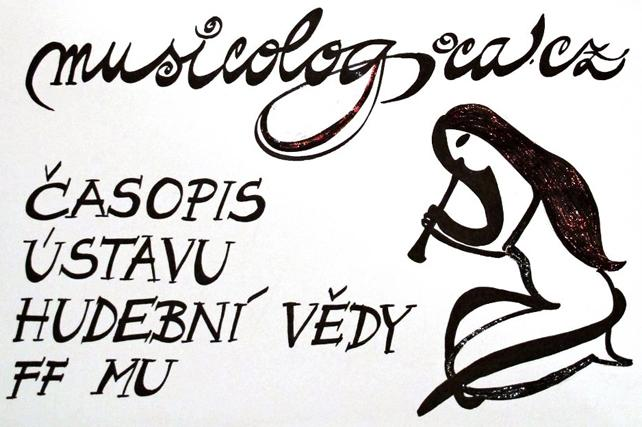 musicologica.cz
ČASOPIS
ÚSTAVU
HUDEBNÍ VĚDY
FF MU